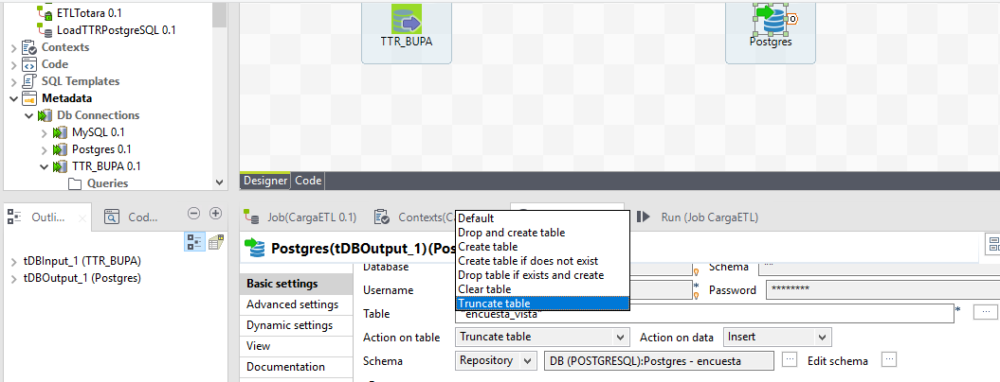 ETLTotara 0.1
LoadTTRPostgreSQL 0.1
Contexts
Code
SQL Templates
Metadata
Db Connections
MySQL 0.1
Postgres 0.1
TTR_BUPA 0.1
Queries
TTR_BUPA
Postgres
Designer
Code
Outli...
Cod...
tDBInput_1 (TTR_BUPA)
tDBOutput_1 (Postgres)
Job(CargaETL 0.1)
Contexts(C
Run (Job CargaETL)
Postgres(tDBOutput_1)(Pos
Default
Drop and create table
Create table
Create table if does not exist
Drop table if exists and create
Clear table
Truncate table
Basic settings
Advanced settings
Dynamic settings
View
Documentation
Database
Schema
Username
* Password ********
Table "encuesta_vista" * ...
Action on table Truncate table Action on data Insert
Schema Repository DB (POSTGRESQL):Postgres - encuesta ... Edit schema ...